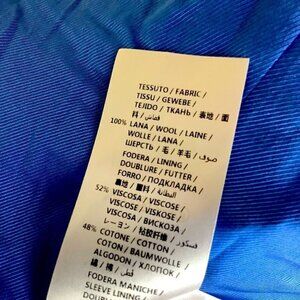 TESSUTO / FABRIC /
TISSU / GEWEBE /
TEJIDO / ТКАНЬ / 表地 / 面
料 / قماش /
100% LANA / WOOL / LAINE /
WOLLE / LANA /
ШЕРСТЬ / 毛 / 羊毛 / صوف /
FODERA / LINING /
DOUBLURE / FUTTER /
FORRO / ПОДКЛАДКА /
裏地 / 里料 / البطانة /
52% VISCOSA / VISCOSE /
VISCOSE / VISKOSE /
VISCOSA / ВИСКОЗА /
レーヨン / 粘胶纤维 / فسكوز /
48% COTONE / COTTON /
COTON / BAUMWOLLE /
ALGODON / ХЛОПОК /
綿 / 棉 / قطن /
FODERA MANICHE /
SLEEVE LINING /